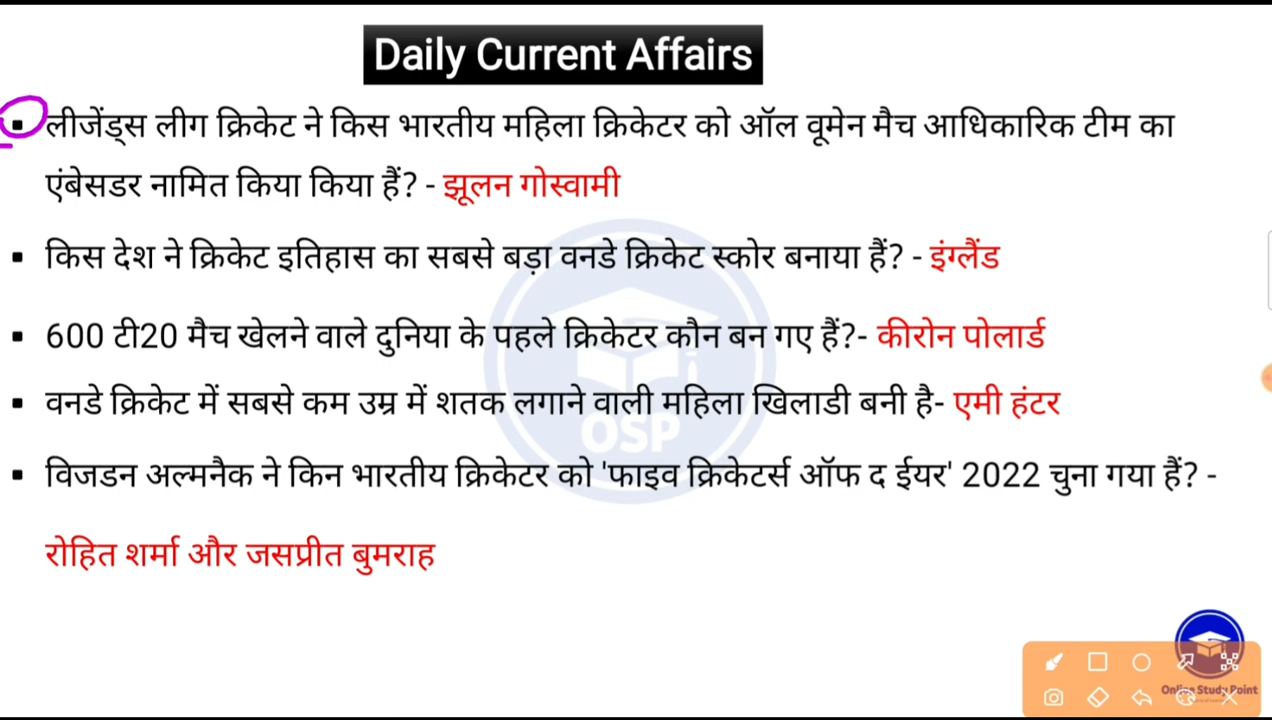 Daily Current Affairs
▪ लीजेंड्स लीग क्रिकेट ने किस भारतीय महिला क्रिकेटर को ऑल वूमेन मैच आधिकारिक टीम का
एंबेसडर नामित किया किया हैं? - झूलन गोस्वामी
▪ किस देश ने क्रिकेट इतिहास का सबसे बड़ा वनडे क्रिकेट स्कोर बनाया हैं? - इंग्लैंड
▪ 600 टी20 मैच खेलने वाले दुनिया के पहले क्रिकेटर कौन बन गए हैं?- कीरोन पोलार्ड
▪ वनडे क्रिकेट में सबसे कम उम्र में शतक लगाने वाली महिला खिलाडी बनी है- एमी हंटर
OSP
▪ विजडन अल्मनैक ने किन भारतीय क्रिकेटर को 'फाइव क्रिकेटर्स ऑफ द ईयर' 2022 चुना गया हैं? -
रोहित शर्मा और जसप्रीत बुमराह
Online Study Point